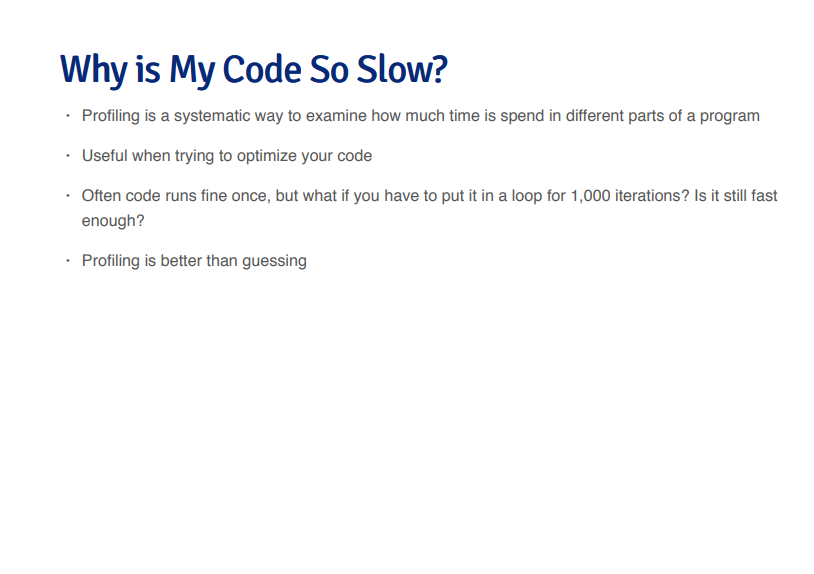 Why is My Code So Slow?
· Profiling is a systematic way to examine how much time is spend in different parts of a program
· Useful when trying to optimize your code
· Often code runs fine once, but what if you have to put it in a loop for 1,000 iterations? Is it still fast
enough?
· Profiling is better than guessing